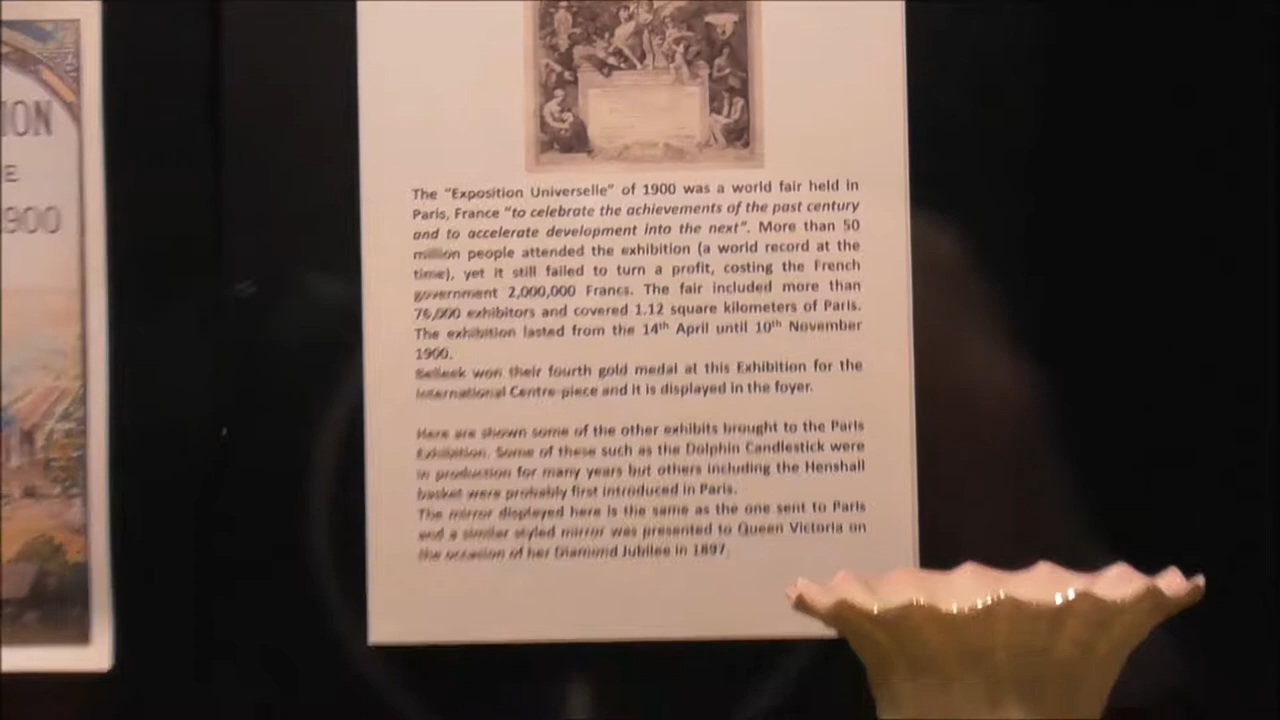 ION
E
1900
The "Exposition Universelle" of 1900 was a world fair held in
Paris, France "to celebrate the achievements of the past century
and to accelerate development into the next". More than 50
million people attended the exhibition (a world record at the
time), yet it still failed to turn a profit, costing the French
government 2,000,000 Francs. The fair included more than
76,000 exhibitors and covered 1.12 square kilometers of Paris.
The exhibition lasted from the 14th April until 10th November
1900.
Belleek won their fourth gold medal at this Exhibition for the
International Centre-piece and it is displayed in the foyer.
Here are shown some of the other exhibits brought to the Paris
Exhibition. Some of these such as the Dolphin Candlestick were
in production for many years but others including the Henshall
basket were probably first introduced in Paris.
The mirror displayed here is the same as the one sent to Paris
and a similar styled mirror was presented to Queen Victoria on
the occasion of her Diamond Jubilee in 1897.